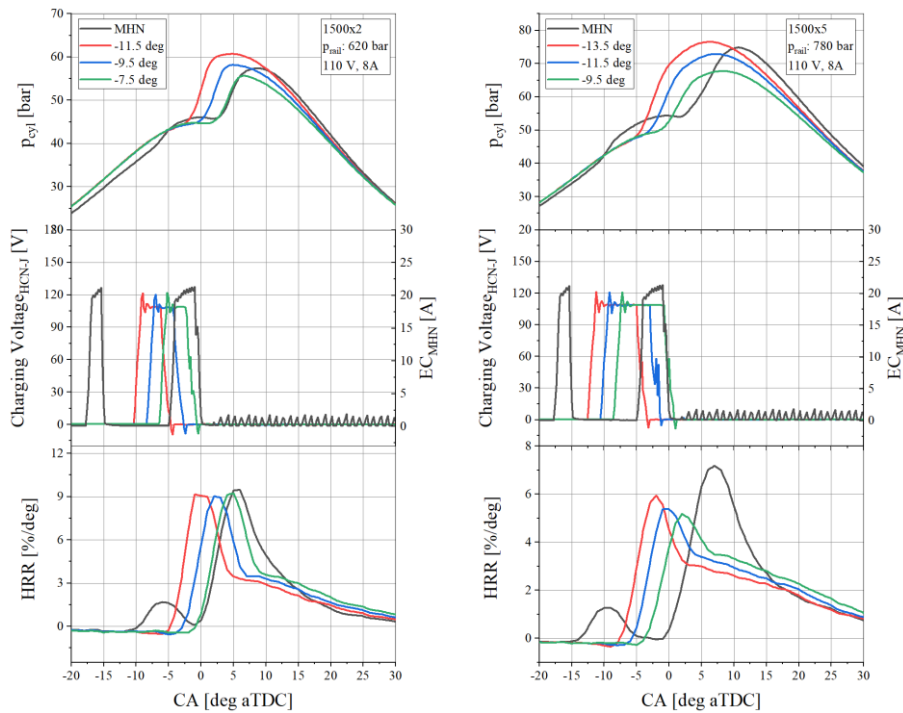 MHN
-11.5 deg
-9.5 deg
-7.5 deg
1500x2
p_rail: 620 bar
110 V, 8A
p_cyl [bar]
70
60
50
40
30
Charging Voltage_HCN-J [V]
180
150
120
90
60
30
0
EC_MHN [A]
30
25
20
15
10
5
0
HRR [%/deg]
12
9
6
3
0
-20 -15 -10 -5 0 5 10 15 20 25 30
CA [deg aTDC]
MHN
-13.5 deg
-11.5 deg
-9.5 deg
1500x5
p_rail: 780 bar
110 V, 8A
p_cyl [bar]
80
70
60
50
40
30
20
Charging Voltage_HCN-J [V]
150
120
90
60
30
0
EC_MHN [A]
30
25
20
15
10
5
0
HRR [%/deg]
8
6
4
2
0
-20 -15 -10 -5 0 5 10 15 20 25 30
CA [deg aTDC]